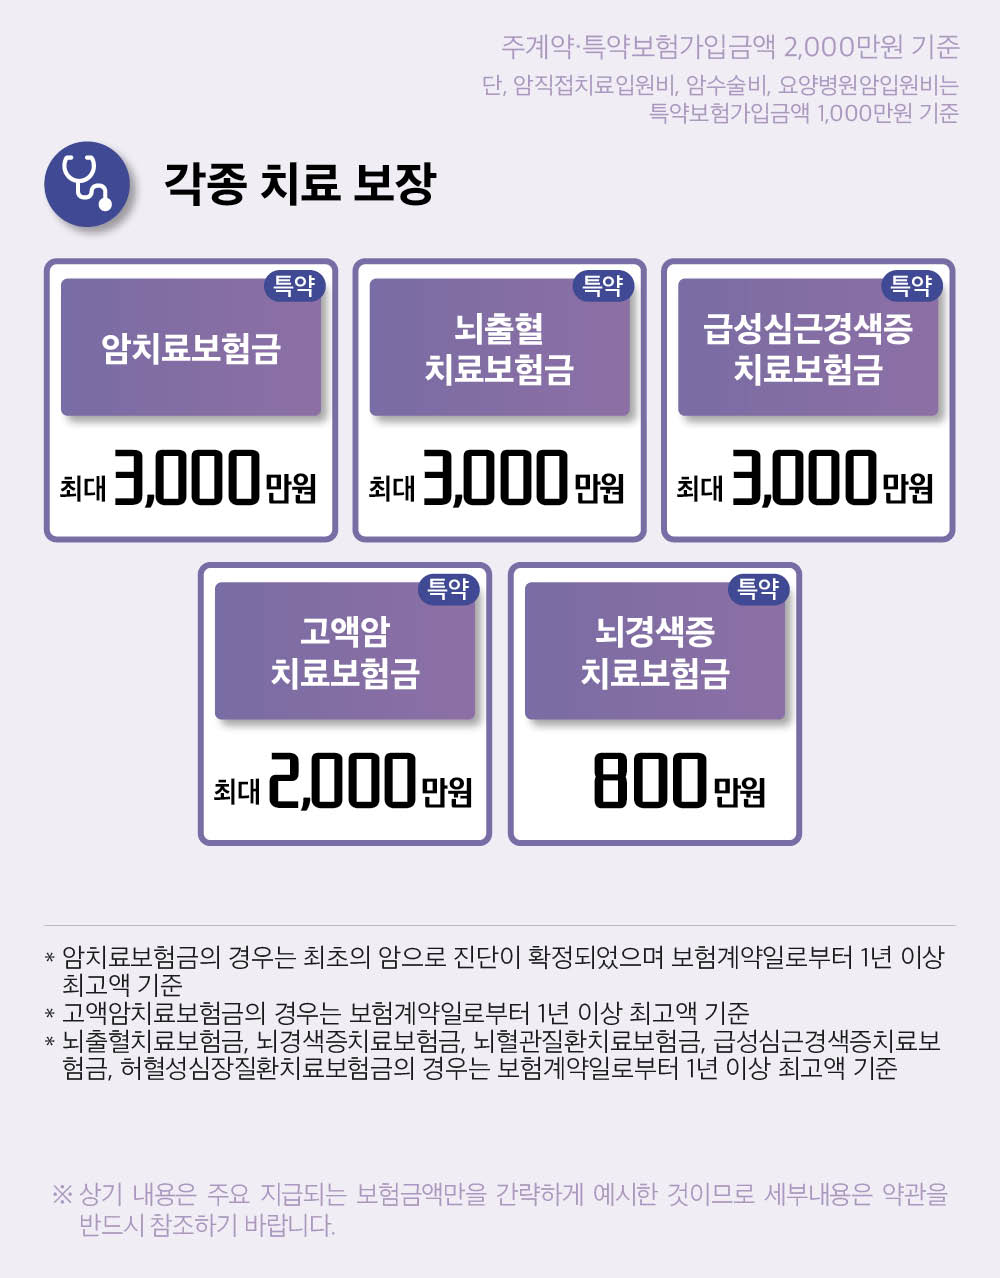 주계약·특약보험가입금액 2,000만원 기준
단, 암직접치료입원비, 암수술비, 요양병원암입원비는
특약보험가입금액 1,000만원 기준
각종 치료 보장
특약
암치료보험금
최대 3,000만원
특약
뇌출혈
치료보험금
최대 3,000만원
특약
급성심근경색증
치료보험금
최대 3,000만원
특약
고액암
치료보험금
최대 2,000만원
특약
뇌경색증
치료보험금
800만원
* 암치료보험금의 경우는 최초의 암으로 진단이 확정되었으며 보험계약일로부터 1년 이상
최고액 기준
* 고액암치료보험금의 경우는 보험계약일로부터 1년 이상 최고액 기준
* 뇌출혈치료보험금, 뇌경색증치료보험금, 뇌혈관질환치료보험금, 급성심근경색증치료보
험금, 허혈성심장질환치료보험금의 경우는 보험계약일로부터 1년 이상 최고액 기준
※ 상기 내용은 주요 지급되는 보험금액만을 간략하게 예시한 것이므로 세부내용은 약관을
반드시 참조하기 바랍니다.